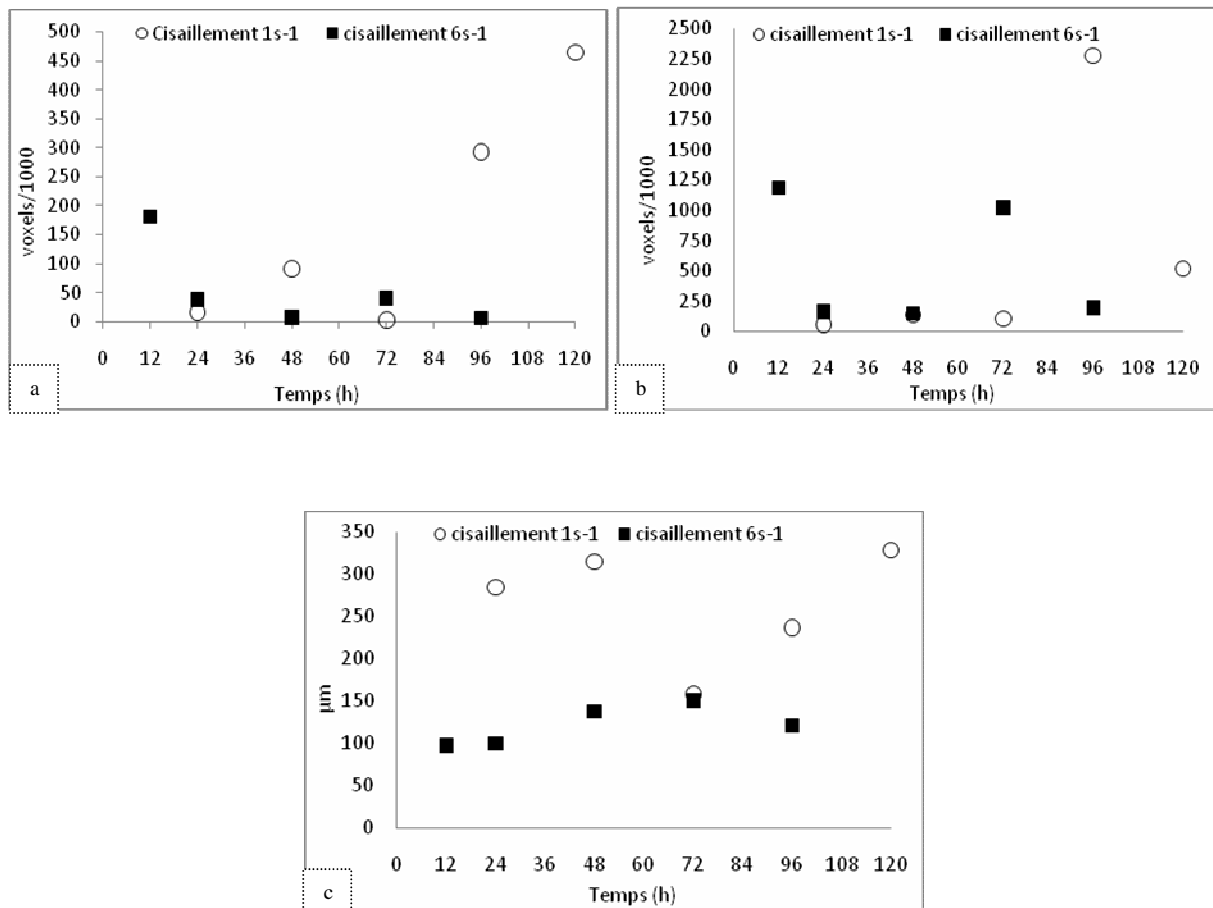 Cisaillement 1s-1 cisaillement 6s-1
500
450
400
350
300
250
200
150
100
50
0
voxels/1000
0 12 24 48 60 72 84 96 108 120
Temps (h)
a
cisaillement 1s-1 cisaillement 6s-1
2500
2250
2000
1750
1500
1250
1000
750
500
250
0
voxels/1000
0 12 24 48 60 72 84 96 108 120
Temps (h)
b
cisaillement 1s-1 cisaillement 6s-1
350
300
250
200
150
100
50
0
µm
0 12 24 36 48 60 72 84 96 108 120
Temps (h)
c